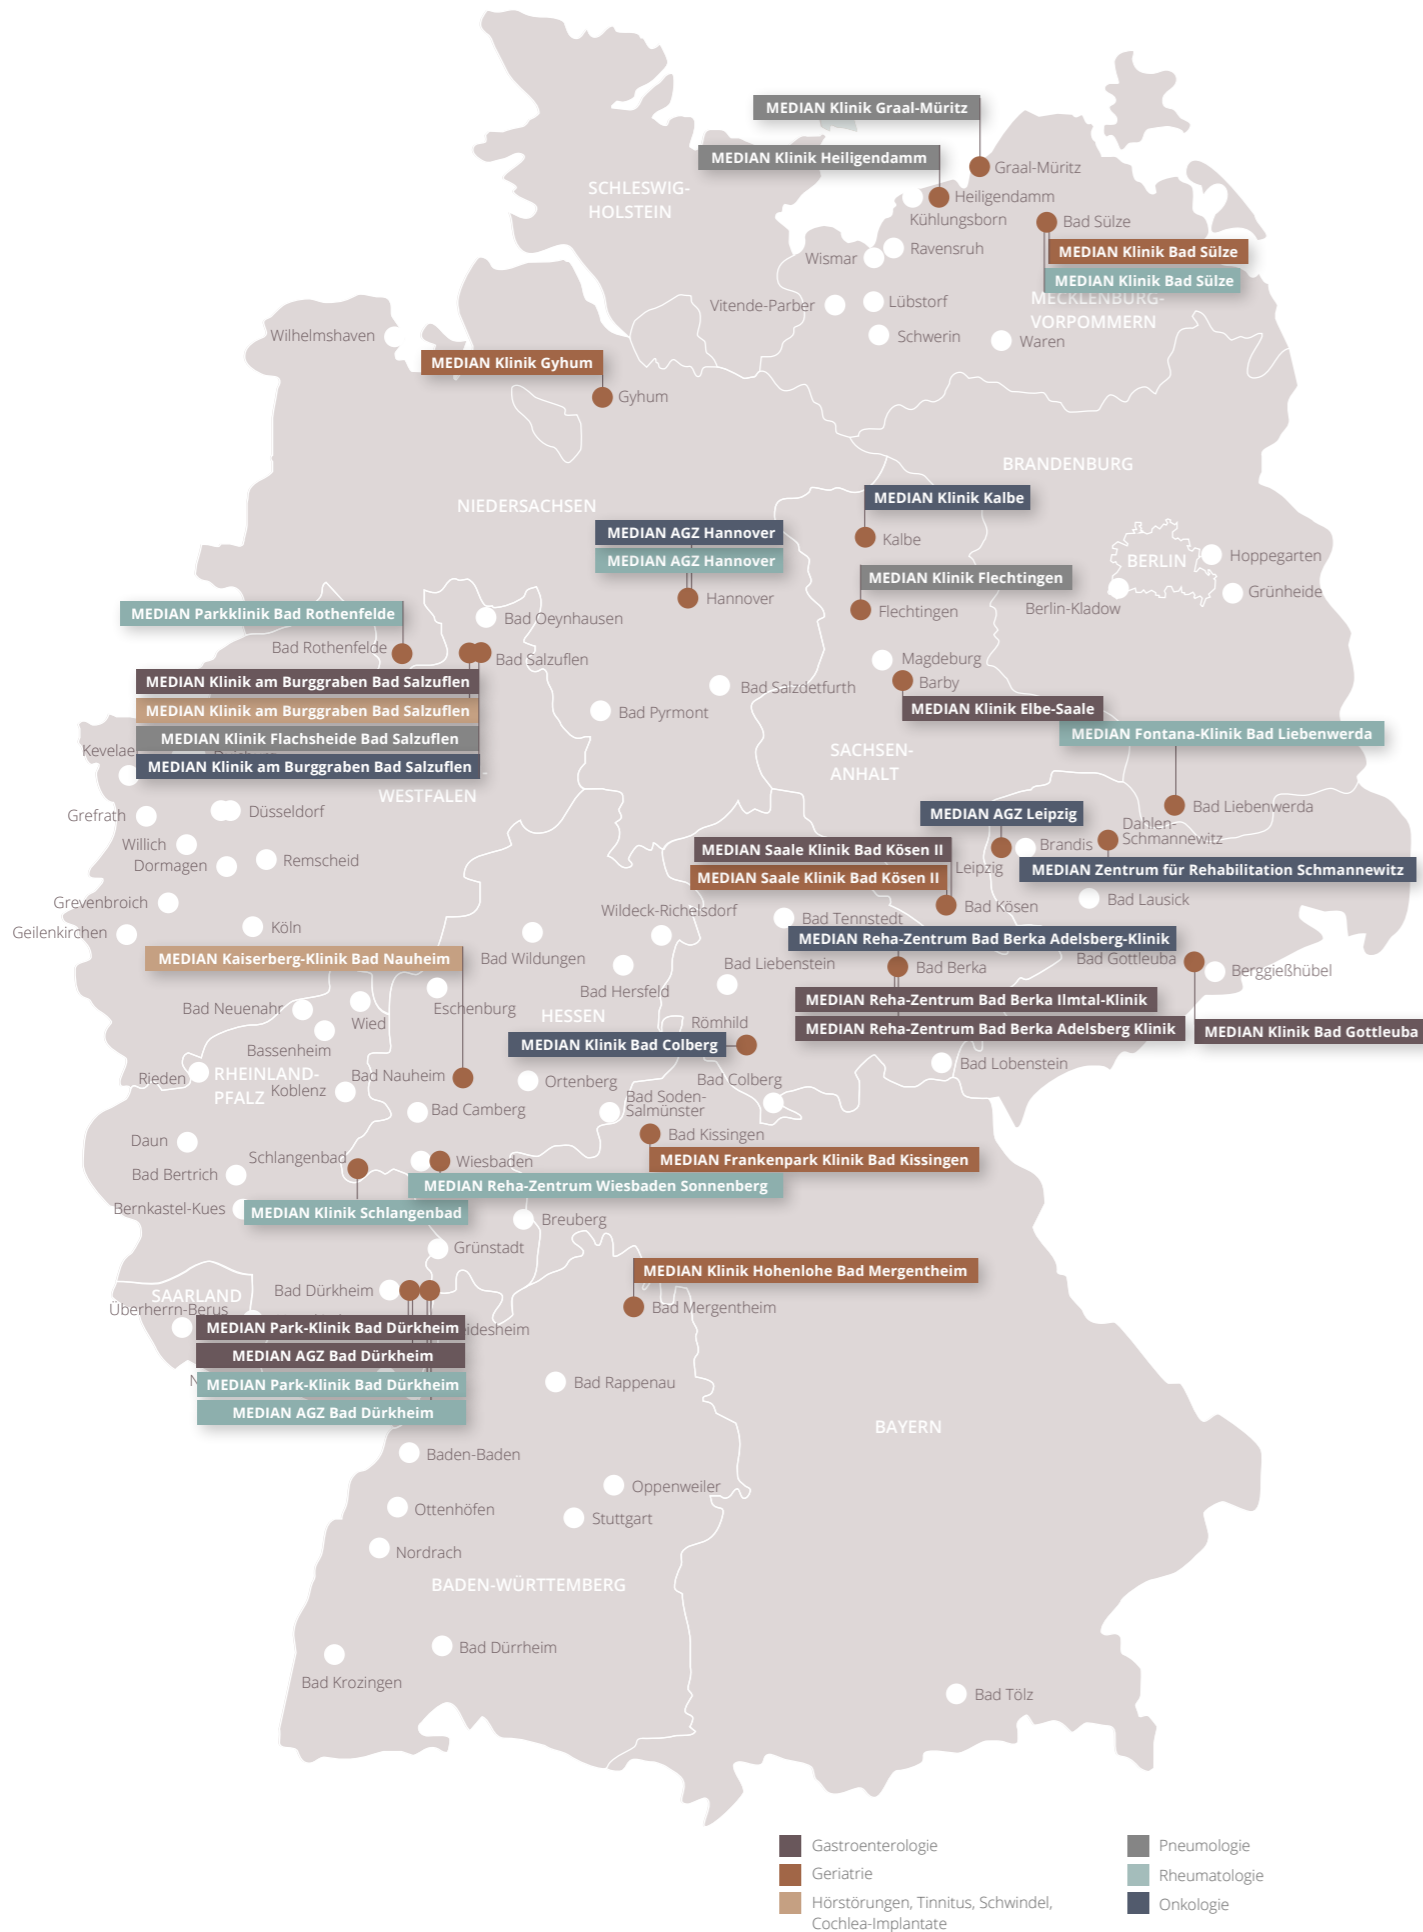 MEDIAN Klinik Graal-Müritz
MEDIAN Klinik Heiligendamm
Graal-Müritz
SCHLESWIG-
HOLSTEIN
Heiligendamm
Kühlungsborn
Bad Sülze
Ravensruh
MEDIAN Klinik Bad Sülze
Wismar
MEDIAN Klinik Bad Sülze
MECKLENBURG-
VORPOMMERN
Vitende-Parber
Lübstorf
Schwerin
Waren
Wilhelmshaven
MEDIAN Klinik Gyhum
Gyhum
BRANDENBURG
NIEDERSACHSEN
MEDIAN Klinik Kalbe
MEDIAN AGZ Hannover
Kalbe
MEDIAN AGZ Hannover
BERLIN
Hoppegarten
MEDIAN Klinik Flechtingen
Hannover
Flechtingen
Berlin-Kladow
Grünheide
MEDIAN Parkklinik Bad Rothenfelde
Bad Oeynhausen
Bad Rothenfelde
Bad Salzuflen
Magdeburg
MEDIAN Klinik am Burggraben Bad Salzuflen
Bad Salzdetfurth
Barby
MEDIAN Klinik am Burggraben Bad Salzuflen
Bad Pyrmont
MEDIAN Klinik Elbe-Saale
MEDIAN Klinik Flachsheide Bad Salzuflen
MEDIAN Fontana-Klinik Bad Liebenwerda
Kevelae
SACHSEN-
ANHALT
MEDIAN Klinik am Burggraben Bad Salzuflen
WESTFALEN
Grefrath
Düsseldorf
Bad Liebenwerda
MEDIAN AGZ Leipzig
Dahlen-
Schmannewitz
Willich
Dormagen
Remscheid
MEDIAN Saale Klinik Bad Kösen II
Leipzig
Brandis
MEDIAN Zentrum für Rehabilitation Schmannewitz
MEDIAN Saale Klinik Bad Kösen II
Grevenbroich
Wildeck-Richelsdorf
Bad Kösen
Bad Lausick
Geilenkirchen
Köln
Bad Tennstedt
MEDIAN Reha-Zentrum Bad Berka Adelsberg-Klinik
MEDIAN Kaiserberg-Klinik Bad Nauheim
Bad Wildungen
Bad Liebenstein
Bad Berka
Bad Gottleuba
Berggießhübel
Bad Hersfeld
Bad Neuenahr
Wied
Eschenburg
MEDIAN Reha-Zentrum Bad Berka Ilmtal-Klinik
HESSEN
Römhild
MEDIAN Reha-Zentrum Bad Berka Adelsberg Klinik
MEDIAN Klinik Bad Gottleuba
Bassenheim
MEDIAN Klinik Bad Colberg
Bad Lobenstein
Rieden
RHEINLAND-
PFALZ
Koblenz
Bad Nauheim
Ortenberg
Bad Colberg
Bad Camberg
Bad Soden-
Salmünster
Daun
Bad Kissingen
Schlangenbad
Wiesbaden
MEDIAN Frankenpark Klinik Bad Kissingen
Bad Bertrich
MEDIAN Reha-Zentrum Wiesbaden Sonnenberg
Bernkastel-Kues
MEDIAN Klinik Schlangenbad
Breuberg
Grünstadt
MEDIAN Klinik Hohenlohe Bad Mergentheim
SAARLAND
Bad Dürkheim
Überherrn-Berus
Bad Mergentheim
MEDIAN Park-Klinik Bad Dürkheim
eidesheim
MEDIAN AGZ Bad Dürkheim
MEDIAN Park-Klinik Bad Dürkheim
Bad Rappenau
MEDIAN AGZ Bad Dürkheim
BAYERN
Baden-Baden
Oppenweiler
Ottenhöfen
Stuttgart
Nordrach
BADEN-WÜRTTEMBERG
Bad Dürrheim
Bad Krozingen
Bad Tölz
Gastroenterologie
Geriatrie
Hörstörungen, Tinnitus, Schwindel,
Cochlea-Implantate
Pneumologie
Rheumatologie
Onkologie